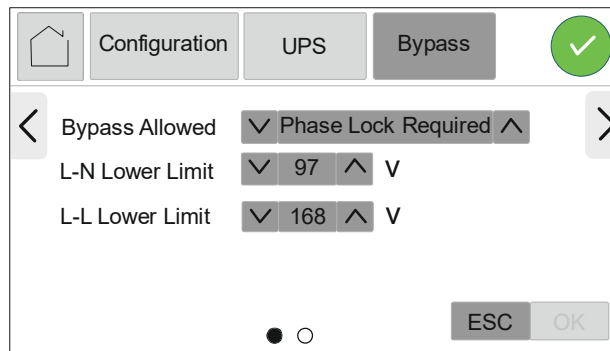 Configuration UPS Bypass
Bypass Allowed Phase Lock Required
L-N Lower Limit 97 V
L-L Lower Limit 168 V
ESC OK